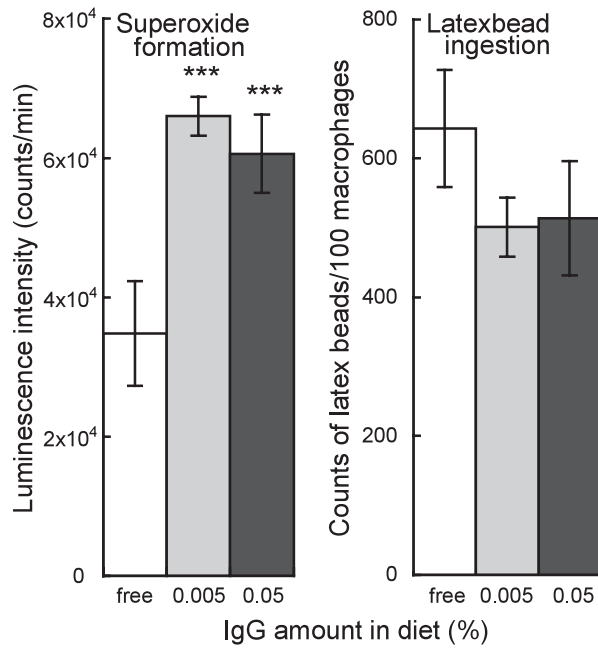 Superoxide
formation
Luminescence intensity (counts/min)
8x10⁴
6x10⁴
4x10⁴
2x10⁴
0
***
***
free 0.005 0.05
Latexbead
ingestion
Counts of latex beads/100 macrophages
800
600
400
200
0
free 0.005 0.05
IgG amount in diet (%)